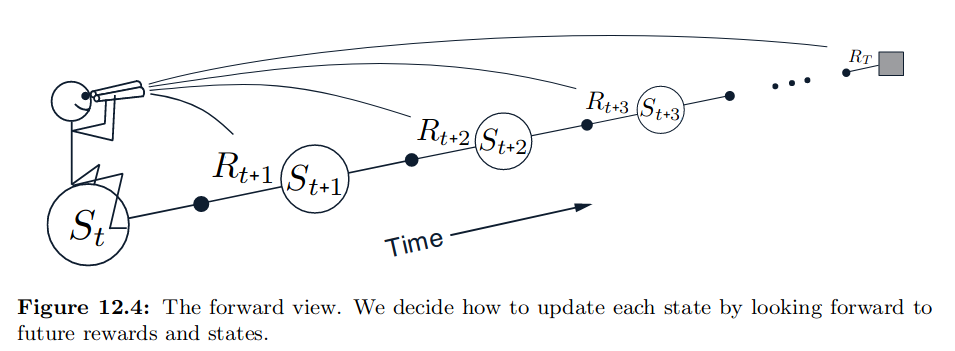 R_T
R_{t+3} S_{t+3}
R_{t+2} S_{t+2}
R_{t+1} S_{t+1}
S_t
Time
Figure 12.4: The forward view. We decide how to update each state by looking forward to
future rewards and states.